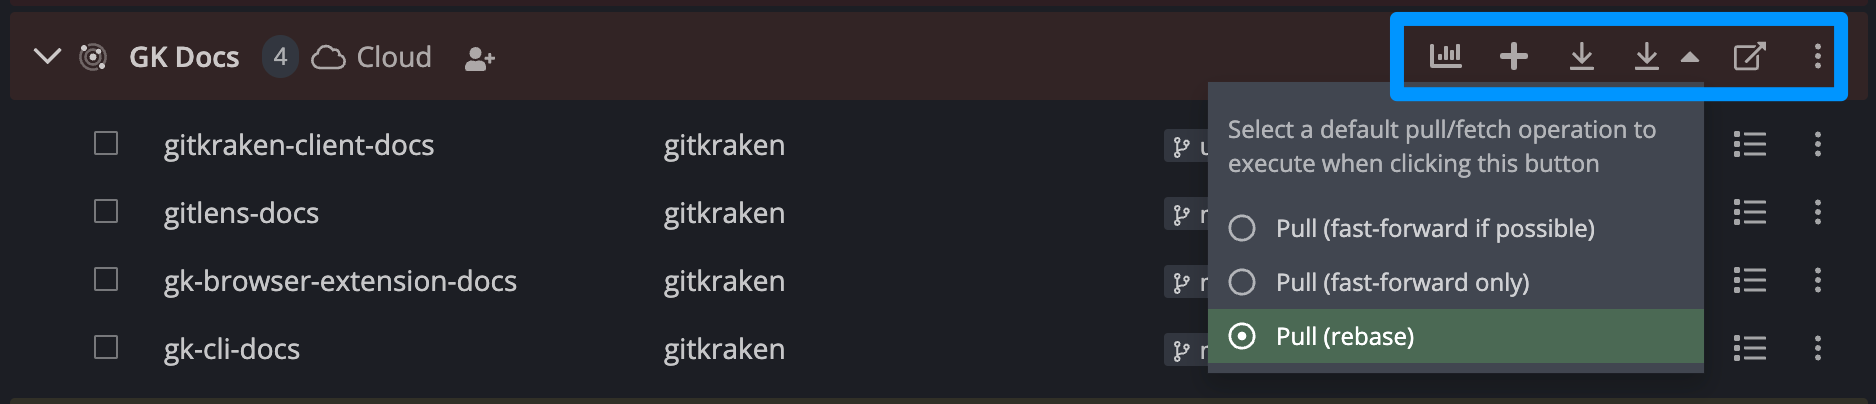 GK Docs 4 Cloud
Select a default pull/fetch operation to
execute when clicking this button
gitkraken-client-docs gitkraken
gitlens-docs gitkraken
Pull (fast-forward if possible)
gk-browser-extension-docs gitkraken
Pull (fast-forward only)
gk-cli-docs gitkraken
Pull (rebase)